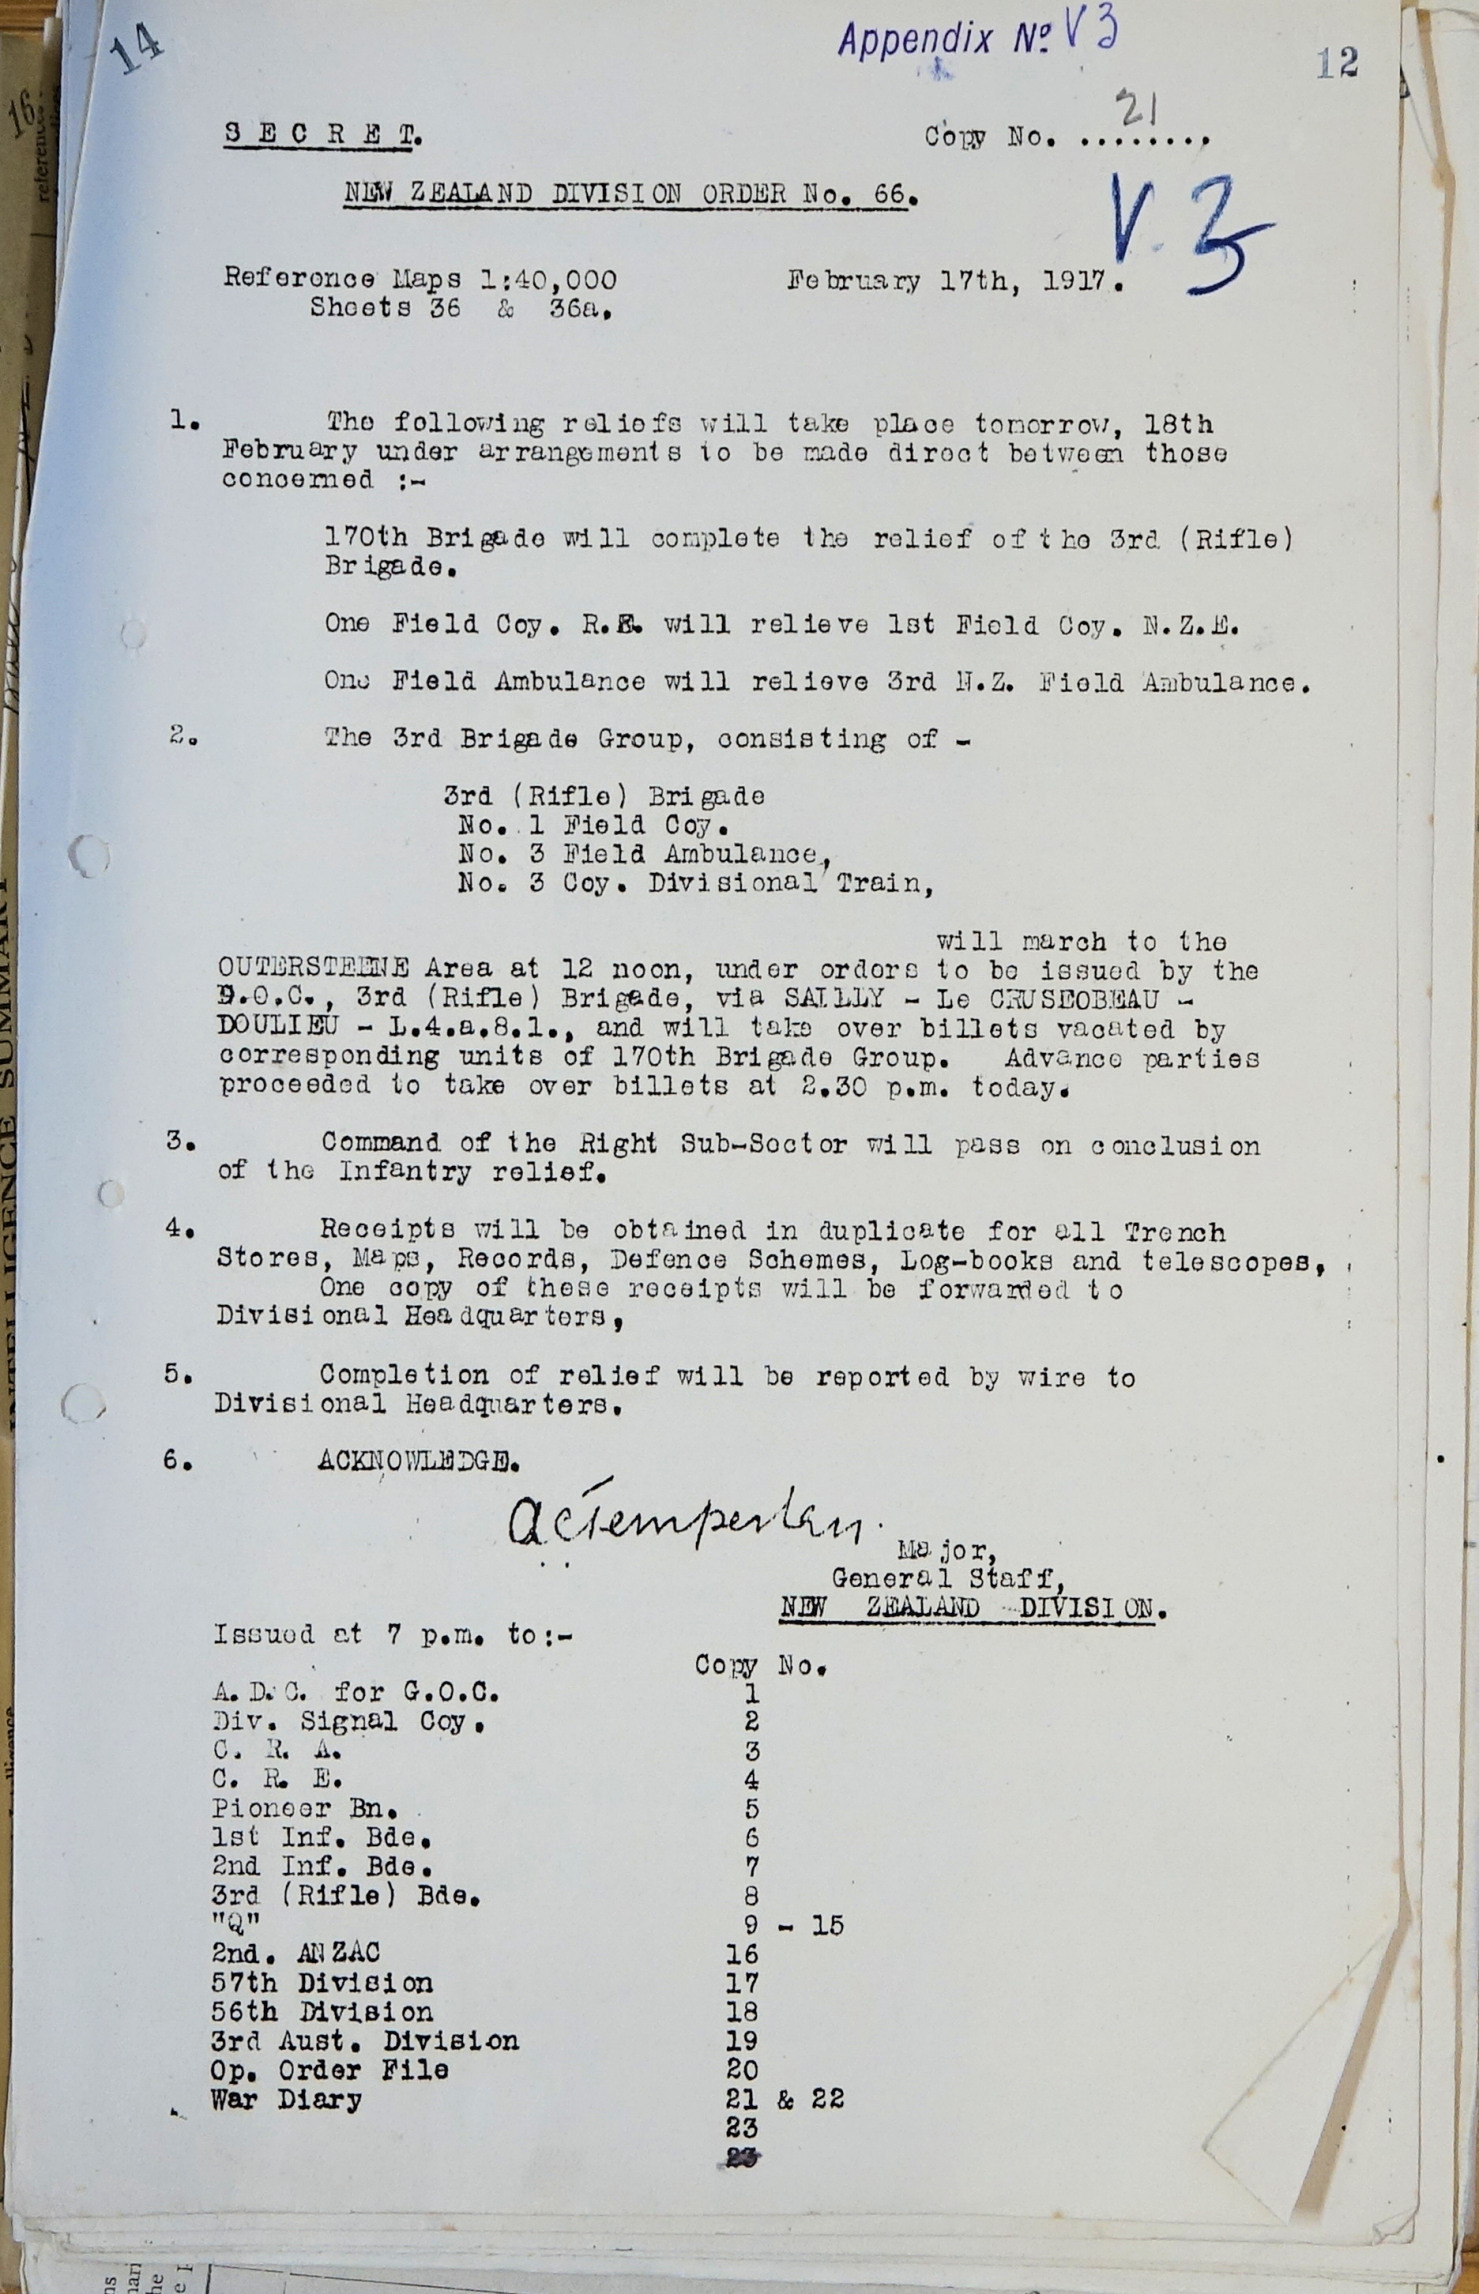 14
Appendix No V3
12
21
S E C R E T.
Copy No. ........
NEW ZEALAND DIVISION ORDER No. 66.
V.3
Reference Maps 1:40,000
February 17th, 1917.
Sheets 36 & 36a.
1. The following reliefs will take place tomorrow, 18th
February under arrangements to be made direct between those
concerned :-
170th Brigade will complete the relief of the 3rd (Rifle)
Brigade.
One Field Coy. R.E. will relieve 1st Field Coy. N.Z.E.
One Field Ambulance will relieve 3rd N.Z. Field Ambulance.
2. The 3rd Brigade Group, consisting of -
3rd (Rifle) Brigade
No. 1 Field Coy.
No. 3 Field Ambulance,
No. 3 Coy. Divisional Train,
will march to the
OUTERSTEENE Area at 12 noon, under orders to be issued by the
G.O.C., 3rd (Rifle) Brigade, via SAILLY - Le CRUSEOBEAU -
DOULIEU - L.4.a.8.1., and will take over billets vacated by
corresponding units of 170th Brigade Group. Advance parties
proceeded to take over billets at 2.30 p.m. today.
3. Command of the Right Sub-Sector will pass on conclusion
of the Infantry relief.
4. Receipts will be obtained in duplicate for all Trench
Stores, Maps, Records, Defence Schemes, Log-books and telescopes,
One copy of these receipts will be forwarded to
Divisional Headquarters,
5. Completion of relief will be reported by wire to
Divisional Headquarters.
6. ACKNOWLEDGE.
ACTemperley.
Major,
General Staff,
NEW ZEALAND DIVISION.
Issued at 7 p.m. to:-
Copy No.
A.D.C. for G.O.C. 1
Div. Signal Coy. 2
C. R. A. 3
C. R. E. 4
Pioneer Bn. 5
1st Inf. Bde. 6
2nd Inf. Bde. 7
3rd (Rifle) Bde. 8
"Q" 9 - 15
2nd. ANZAC 16
57th Division 17
56th Division 18
3rd Aust. Division 19
Op. Order File 20
War Diary 21 & 22
23
16
reference
INTELLIGENCE SUMMARY